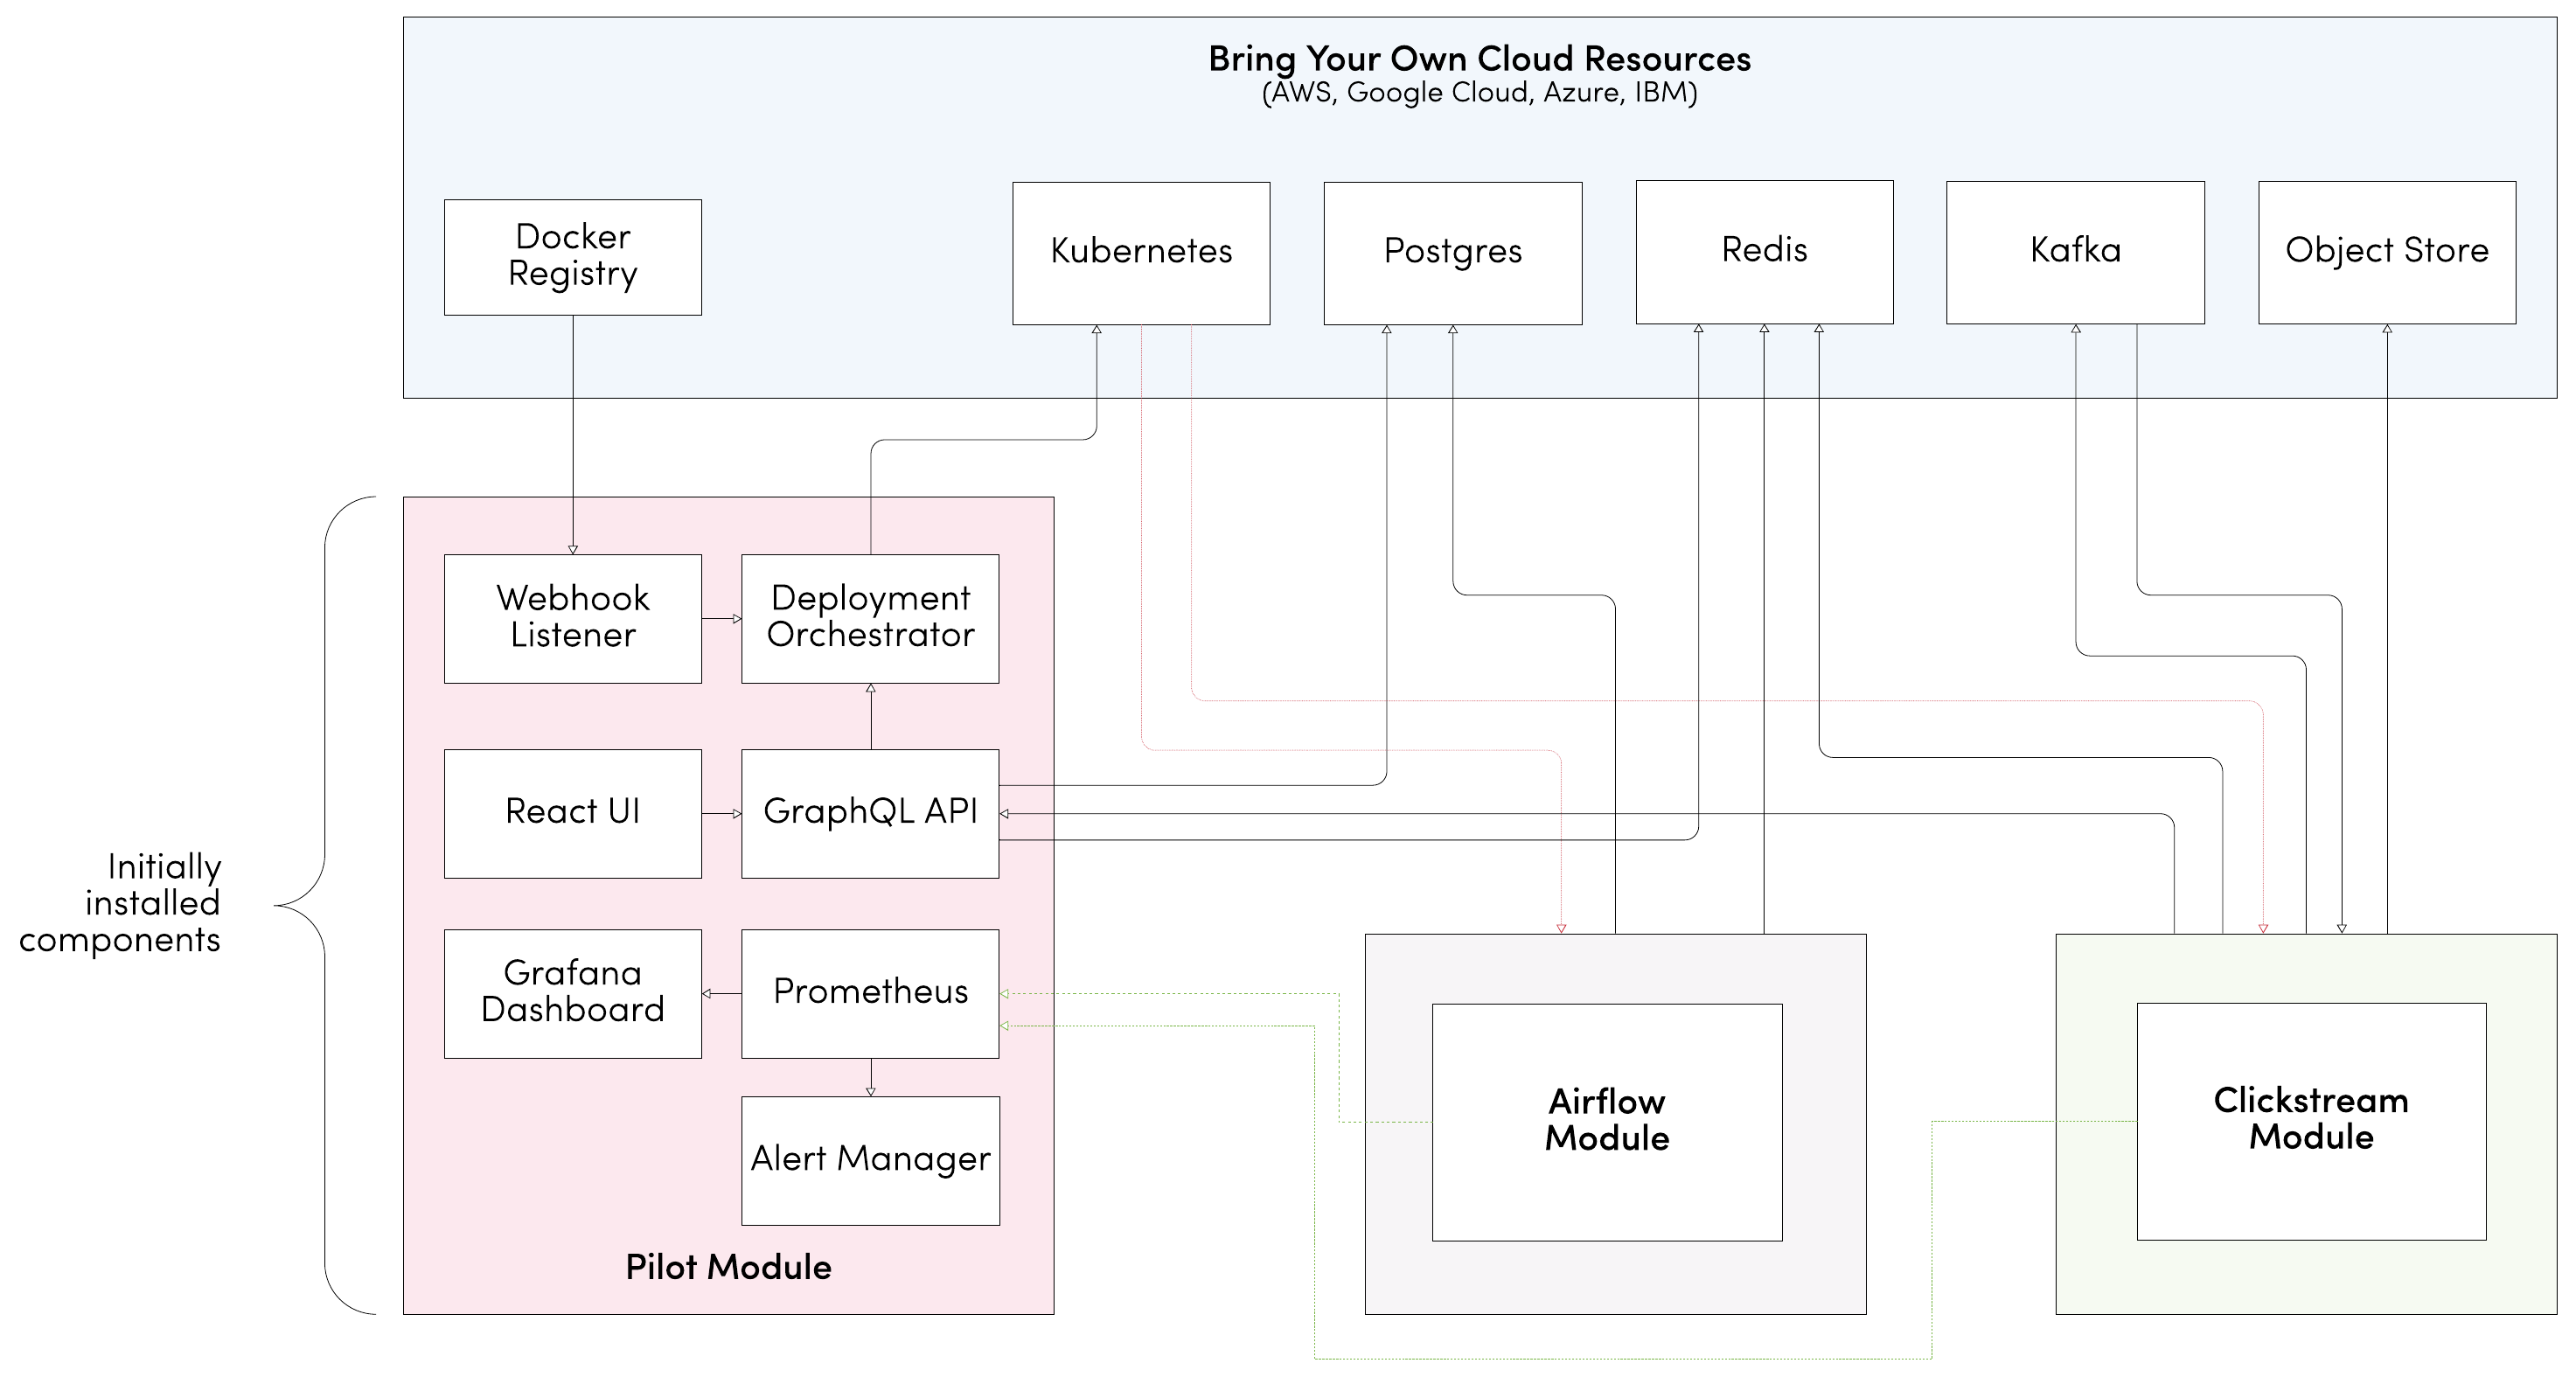 Bring Your Own Cloud Resources
(AWS, Google Cloud, Azure, IBM)
Docker
Registry
Kubernetes
Postgres
Redis
Kafka
Object Store
Webhook
Listener
Deployment
Orchestrator
React UI
GraphQL API
Initially
installed
components
Grafana
Dashboard
Prometheus
Alert Manager
Pilot Module
Airflow
Module
Clickstream
Module